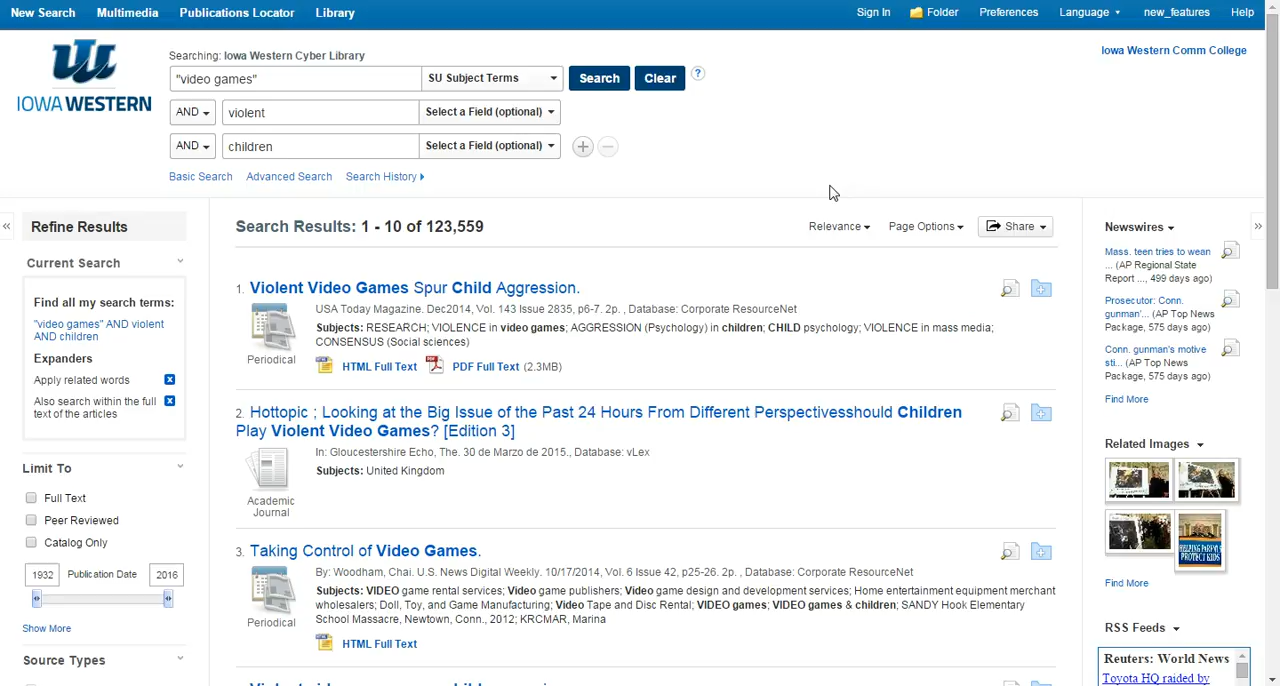 New Search Multimedia Publications Locator Library Sign In Folder Preferences Language new_features Help
IOWA WESTERN
Searching: Iowa Western Cyber Library
Iowa Western Comm College
"video games" SU Subject Terms Search Clear ?
AND violent Select a Field (optional)
AND children Select a Field (optional)
Basic Search Advanced Search Search History
Refine Results
Current Search
Find all my search terms:
"video games" AND violent
AND children
Expanders
Apply related words
Also search within the full
text of the articles
Limit To
Full Text
Peer Reviewed
Catalog Only
1932 Publication Date 2016
Show More
Source Types
Search Results: 1 - 10 of 123,559 Relevance Page Options Share
1. Violent Video Games Spur Child Aggression.
USA Today Magazine. Dec2014, Vol. 143 Issue 2835, p6-7. 2p. , Database: Corporate ResourceNet
Subjects: RESEARCH; VIOLENCE in video games; AGGRESSION (Psychology) in children; CHILD psychology; VIOLENCE in mass media;
CONSENSUS (Social sciences)
Periodical
HTML Full Text PDF Full Text (2.3MB)
2. Hottopic ; Looking at the Big Issue of the Past 24 Hours From Different Perspectivesshould Children
Play Violent Video Games? [Edition 3]
In: Gloucestershire Echo, The. 30 de Marzo de 2015., Database: vLex
Subjects: United Kingdom
Academic
Journal
3. Taking Control of Video Games.
By: Woodham, Chai. U.S. News Digital Weekly. 10/17/2014, Vol. 6 Issue 42, p25-26. 2p. , Database: Corporate ResourceNet
Subjects: VIDEO game rental services; Video game publishers; Video game design and development services; Home entertainment equipment merchant
wholesalers; Doll, Toy, and Game Manufacturing; Video Tape and Disc Rental; VIDEO games; VIDEO games & children; SANDY Hook Elementary
School Massacre, Newtown, Conn., 2012; KRCMAR, Marina
Periodical
HTML Full Text
Newswires
Mass. teen tries to wean
... (AP Regional State
Report ..., 499 days ago)
Prosecutor: Conn.
gunman'... (AP Top News
Package, 575 days ago)
Conn. gunman's motive
sti... (AP Top News
Package, 575 days ago)
Find More
Related Images
HELPING PARENTS
PROTECT KIDS
Find More
RSS Feeds
Reuters: World News
Toyota HQ raided by